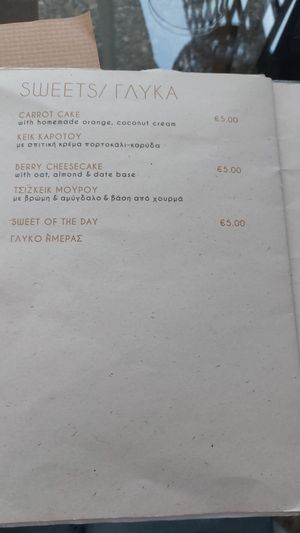 SWEETS/ ΓΛΥΚΑ
CARROT CAKE €5.00
with homemade orange, coconut cream
ΚΕΙΚ ΚΑΡΟΤΟΥ
με σπιτική κρέμα πορτοκάλι-καρύδα
BERRY CHEESECAKE €5.00
with oat, almond & date base
ΤΣΙΖΚΕΙΚ ΜΟΥΡΟΥ
με βρώμη & αμύγδαλο & βάση από χουρμά
SWEET OF THE DAY €5.00
ΓΛΥΚΟ ΗΜΕΡΑΣ